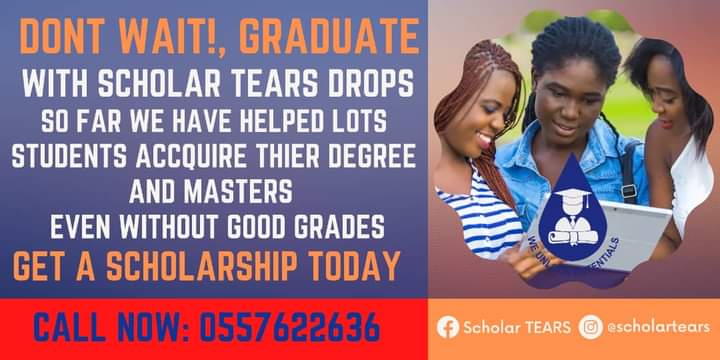 DONT WAIT!, GRADUATE
WITH SCHOLAR TEARS DROPS
SO FAR WE HAVE HELPED LOTS
STUDENTS ACCQUIRE THIER DEGREE
AND MASTERS
EVEN WITHOUT GOOD GRADES
GET A SCHOLARSHIP TODAY
CALL NOW: 0557622636
Scholar TEARS
@scholartears